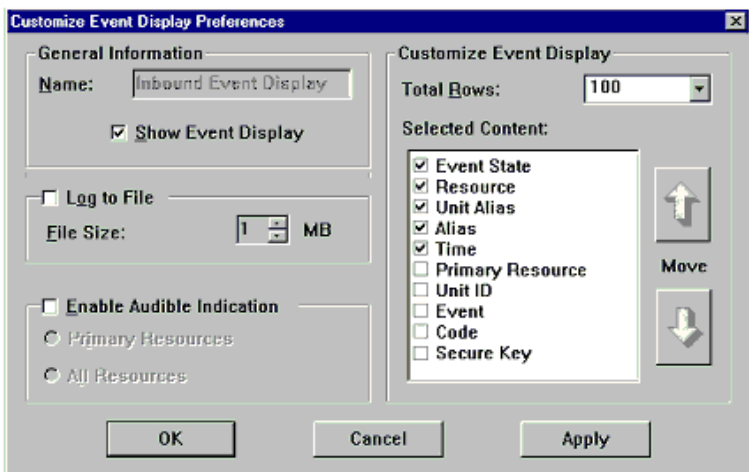 Customize Event Display Preferences
General Information
Name: Inbound Event Display
Show Event Display
Log to File
File Size: 1 MB
Enable Audible Indication
Primary Resources
All Resources
Customize Event Display
Total Rows: 100
Selected Content:
Event State
Resource
Unit Alias
Alias
Time
Primary Resource
Unit ID
Event
Code
Secure Key
Move
OK
Cancel
Apply